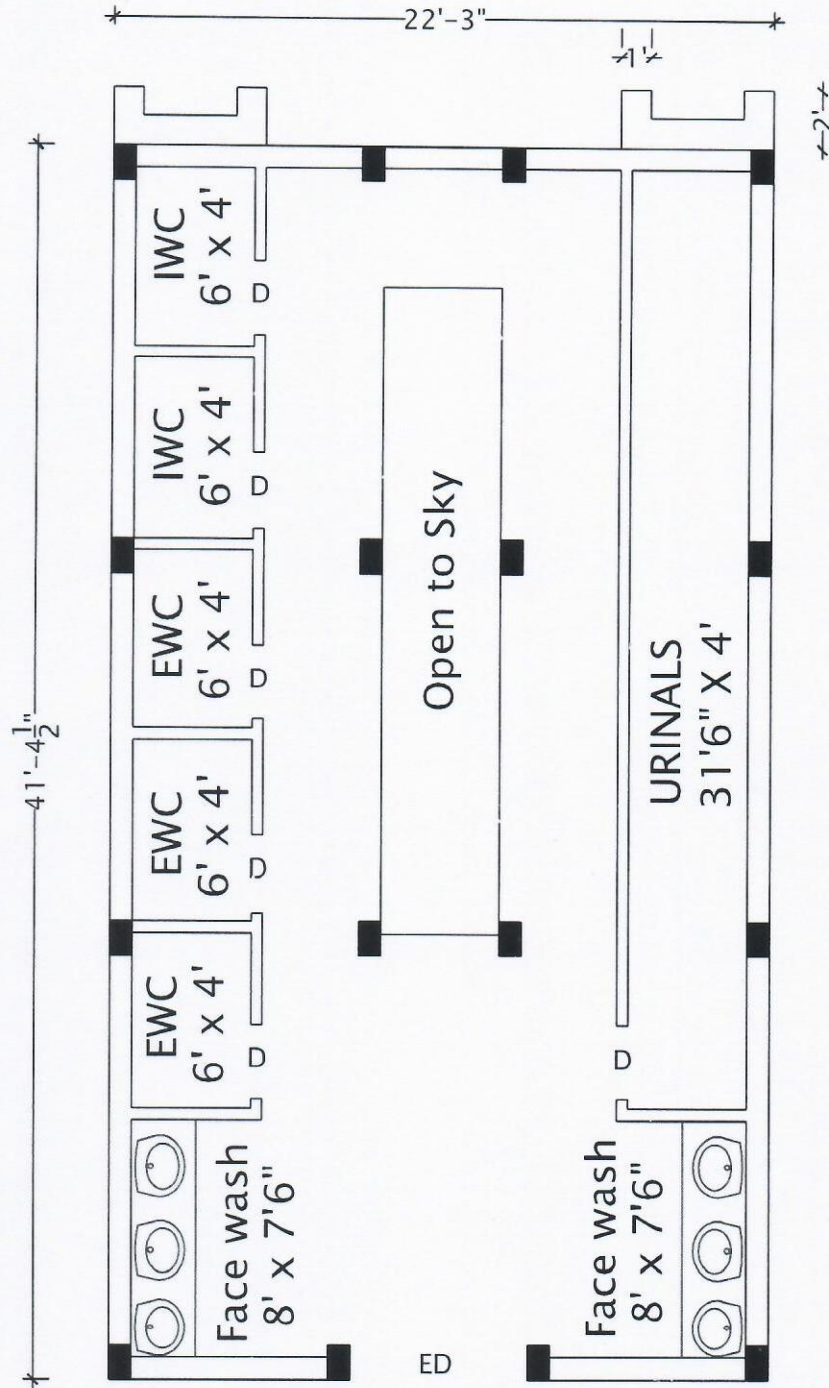 22'-3"
1'
2'
41'-4 1/2"
IWC
6' x 4'
D
IWC
6' x 4'
D
EWC
6' x 4'
D
EWC
6' x 4'
D
EWC
6' x 4'
D
Open to Sky
URINALS
31'6" X 4'
D
Face wash
8' x 7'6"
Face wash
8' x 7'6"
ED